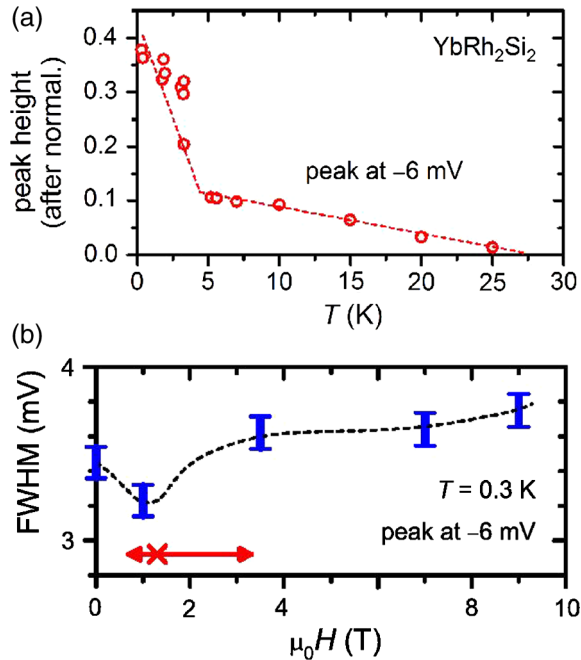 (a)
YbRh₂Si₂
peak height
(after normal.)
0.4
0.3
0.2
0.1
0.0
peak at −6 mV
0 5 10 15 20 25 30
T (K)
(b)
FWHM (mV)
4
3
T = 0.3 K
peak at −6 mV
0 2 4 6 8 10
μ₀H (T)